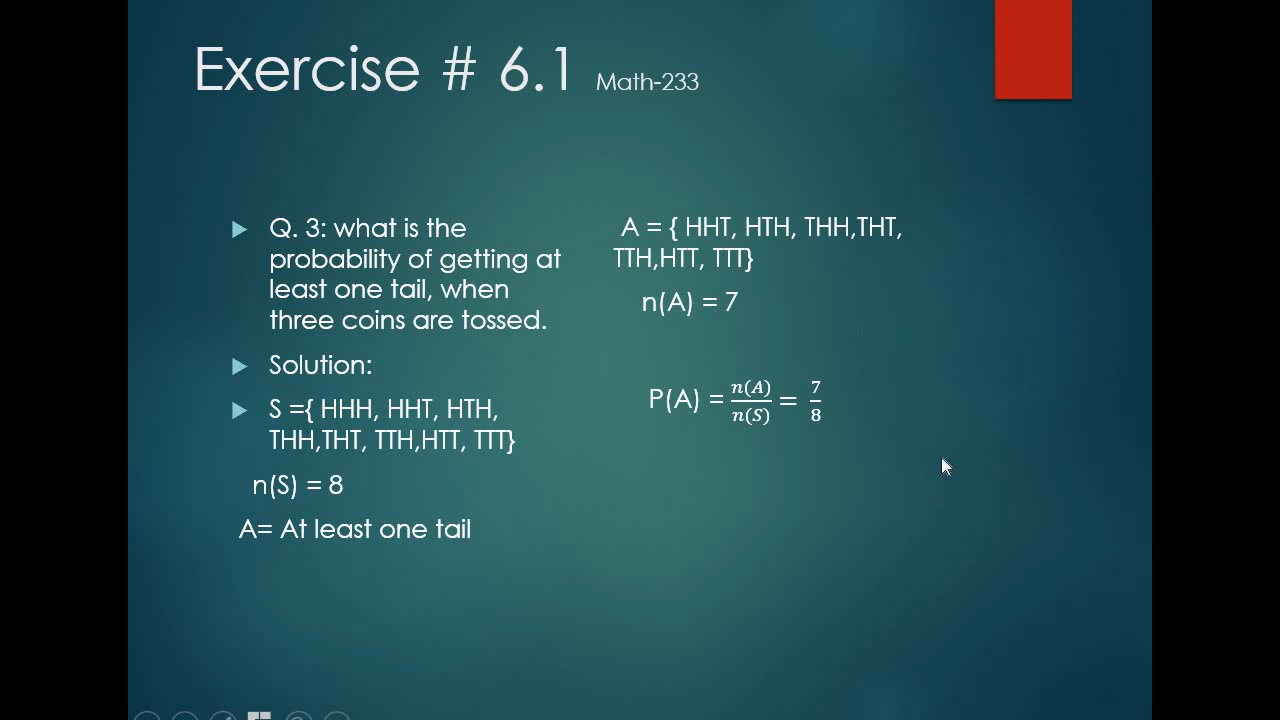 Exercise # 6.1 Math-233
Q. 3: what is the
probability of getting at
least one tail, when
three coins are tossed.
Solution:
S ={ HHH, HHT, HTH,
THH,THT, TTH,HTT, TTT}
n(S) = 8
A= At least one tail
A = { HHT, HTH, THH,THT,
TTH,HTT, TTT}
n(A) = 7
P(A) = n(A)/n(S) = 7/8